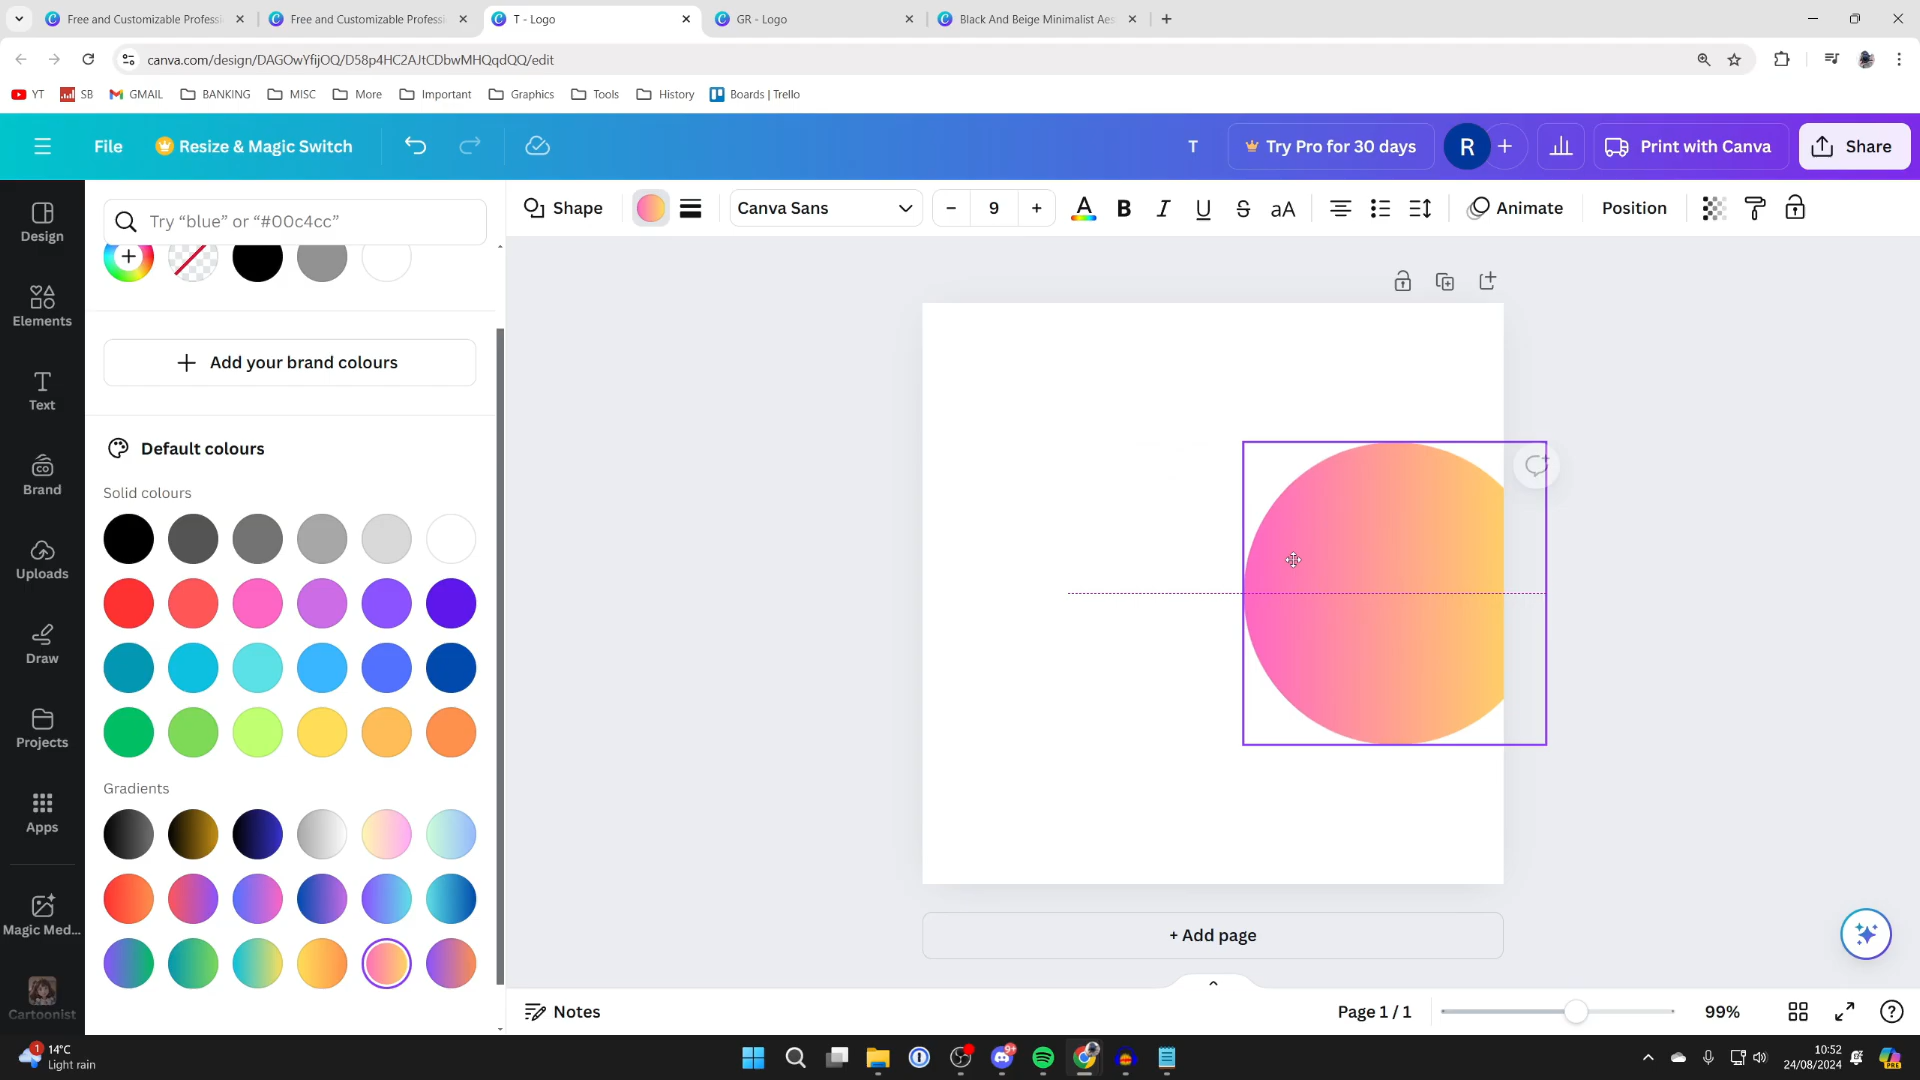 Free and Customizable Professi
Free and Customizable Professi
T - Logo
GR - Logo
Black And Beige Minimalist Aes
canva.com/design/DAGOwYfijOQ/D58p4HC2AJtCDbwMHQqdQQ/edit
YT
SB
GMAIL
BANKING
MISC
More
Important
Graphics
Tools
History
Boards | Trello
File
Resize & Magic Switch
T
Try Pro for 30 days
R
Print with Canva
Share
Design
Elements
Text
Brand
Uploads
Draw
Projects
Apps
Magic Med...
Cartoonist
Try “blue” or “#00c4cc”
Shape
Canva Sans
9
A
B
I
U
S
aA
Animate
Position
Add your brand colours
Default colours
Solid colours
Gradients
+ Add page
Notes
Page 1 / 1
99%
1
14°C
Light rain
9+
10:52
24/08/2024
PRE